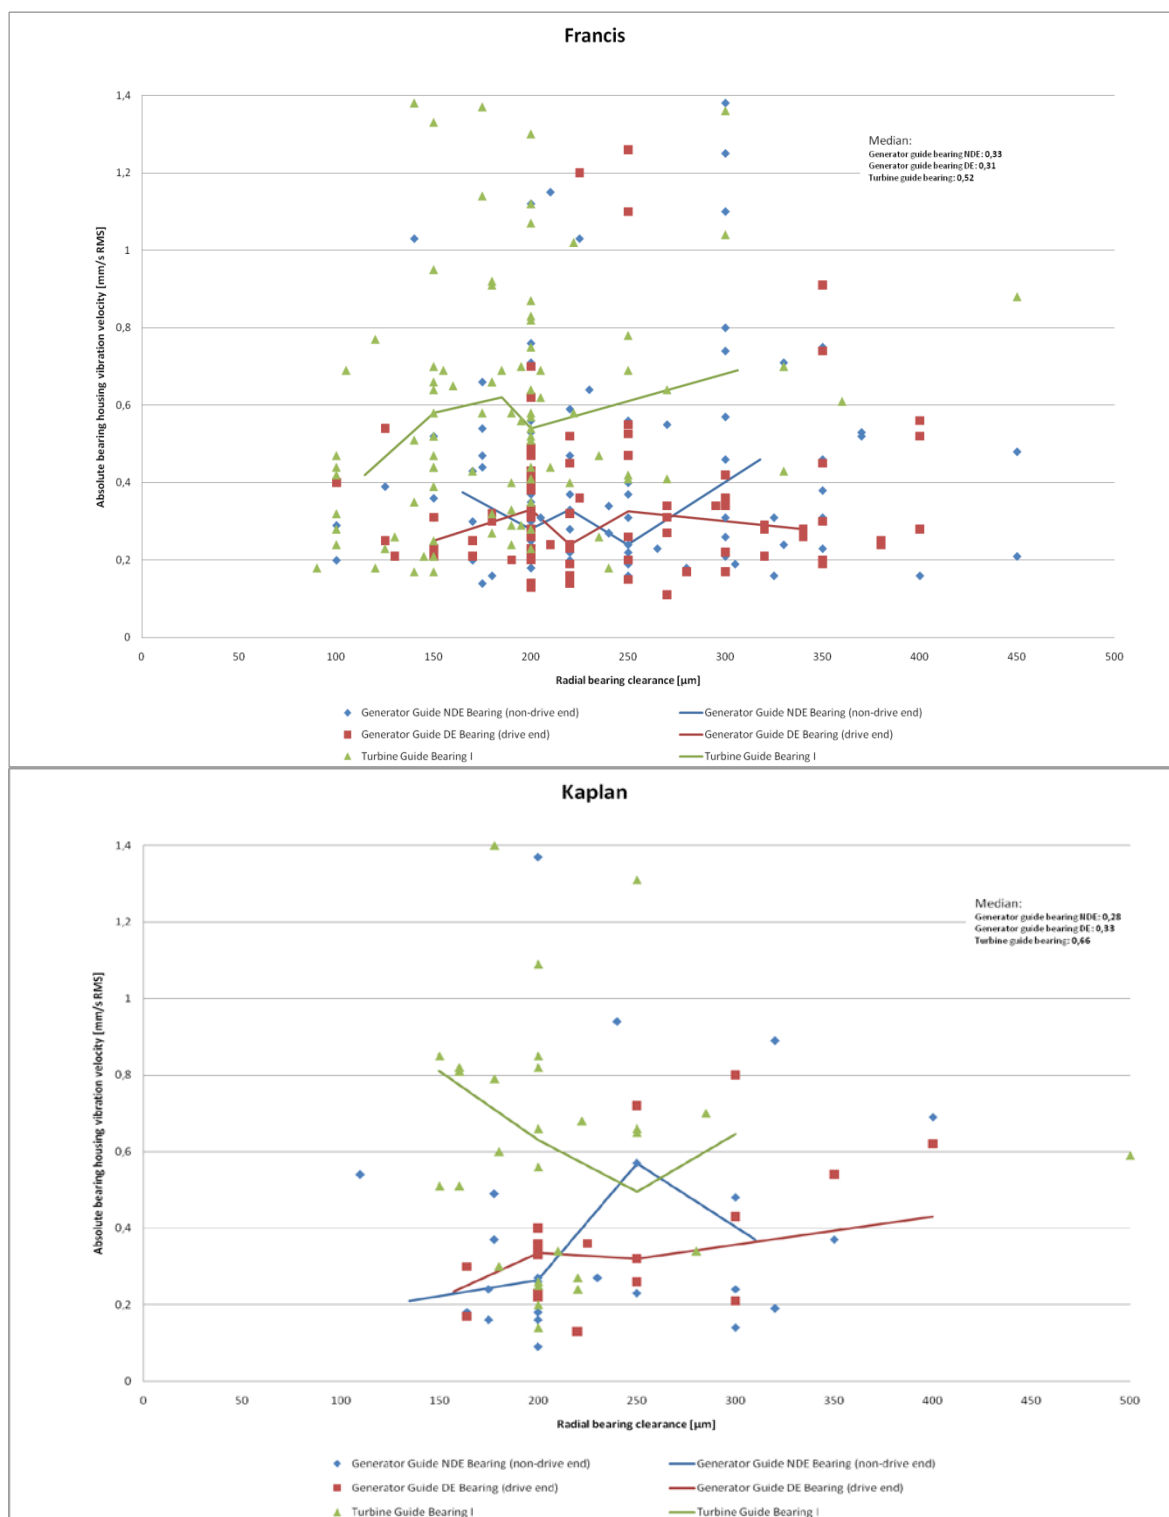 Francis
1,4
1,2
1
0,8
0,6
0,4
0,2
0
Absolute bearing housing vibration velocity [mm/s RMS]
Median:
Generator guide bearing NDE: 0,33
Generator guide bearing DE: 0,31
Turbine guide bearing: 0,52
0 50 100 150 200 250 300 350 400 450 500
Radial bearing clearance [µm]
Generator Guide NDE Bearing (non-drive end) Generator Guide NDE Bearing (non-drive end)
Generator Guide DE Bearing (drive end) Generator Guide DE Bearing (drive end)
Turbine Guide Bearing I Turbine Guide Bearing I
Kaplan
1,4
1,2
1
0,8
0,6
0,4
0,2
0
Absolute bearing housing vibration velocity [mm/s RMS]
Median:
Generator guide bearing NDE: 0,28
Generator guide bearing DE: 0,33
Turbine guide bearing: 0,66
0 50 100 150 200 250 300 350 400 450 500
Radial bearing clearance [µm]
Generator Guide NDE Bearing (non-drive end) Generator Guide NDE Bearing (non-drive end)
Generator Guide DE Bearing (drive end) Generator Guide DE Bearing (drive end)
Turbine Guide Bearing I Turbine Guide Bearing I